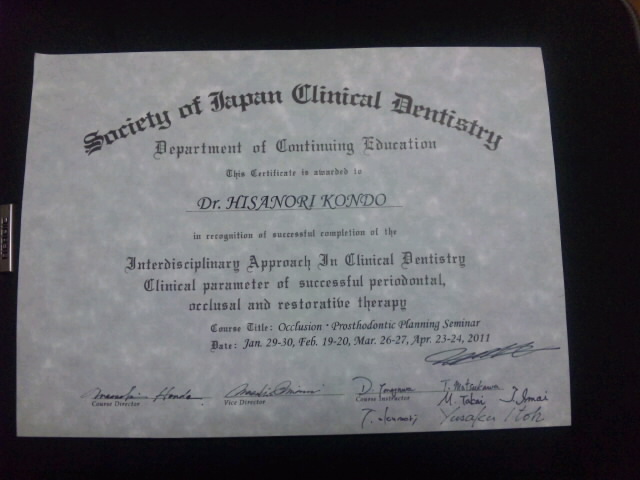 Society of Japan Clinical Dentistry
Department of Continuing Education
This Certificate is awarded to
Dr. HISANORI KONDO
in recognition of successful completion of the
Interdisciplinary Approach In Clinical Dentistry
Clinical parameter of successful periodontal,
occlusal and restorative therapy
Course Title: Occlusion・Prosthodontic Planning Seminar
Date: Jan. 29-30, Feb. 19-20, Mar. 26-27, Apr. 23-24, 2011
Honda
Course Director
Vice Director
Course Instructor
T. Matsukawa
M. Takai
Yusaku Itoh